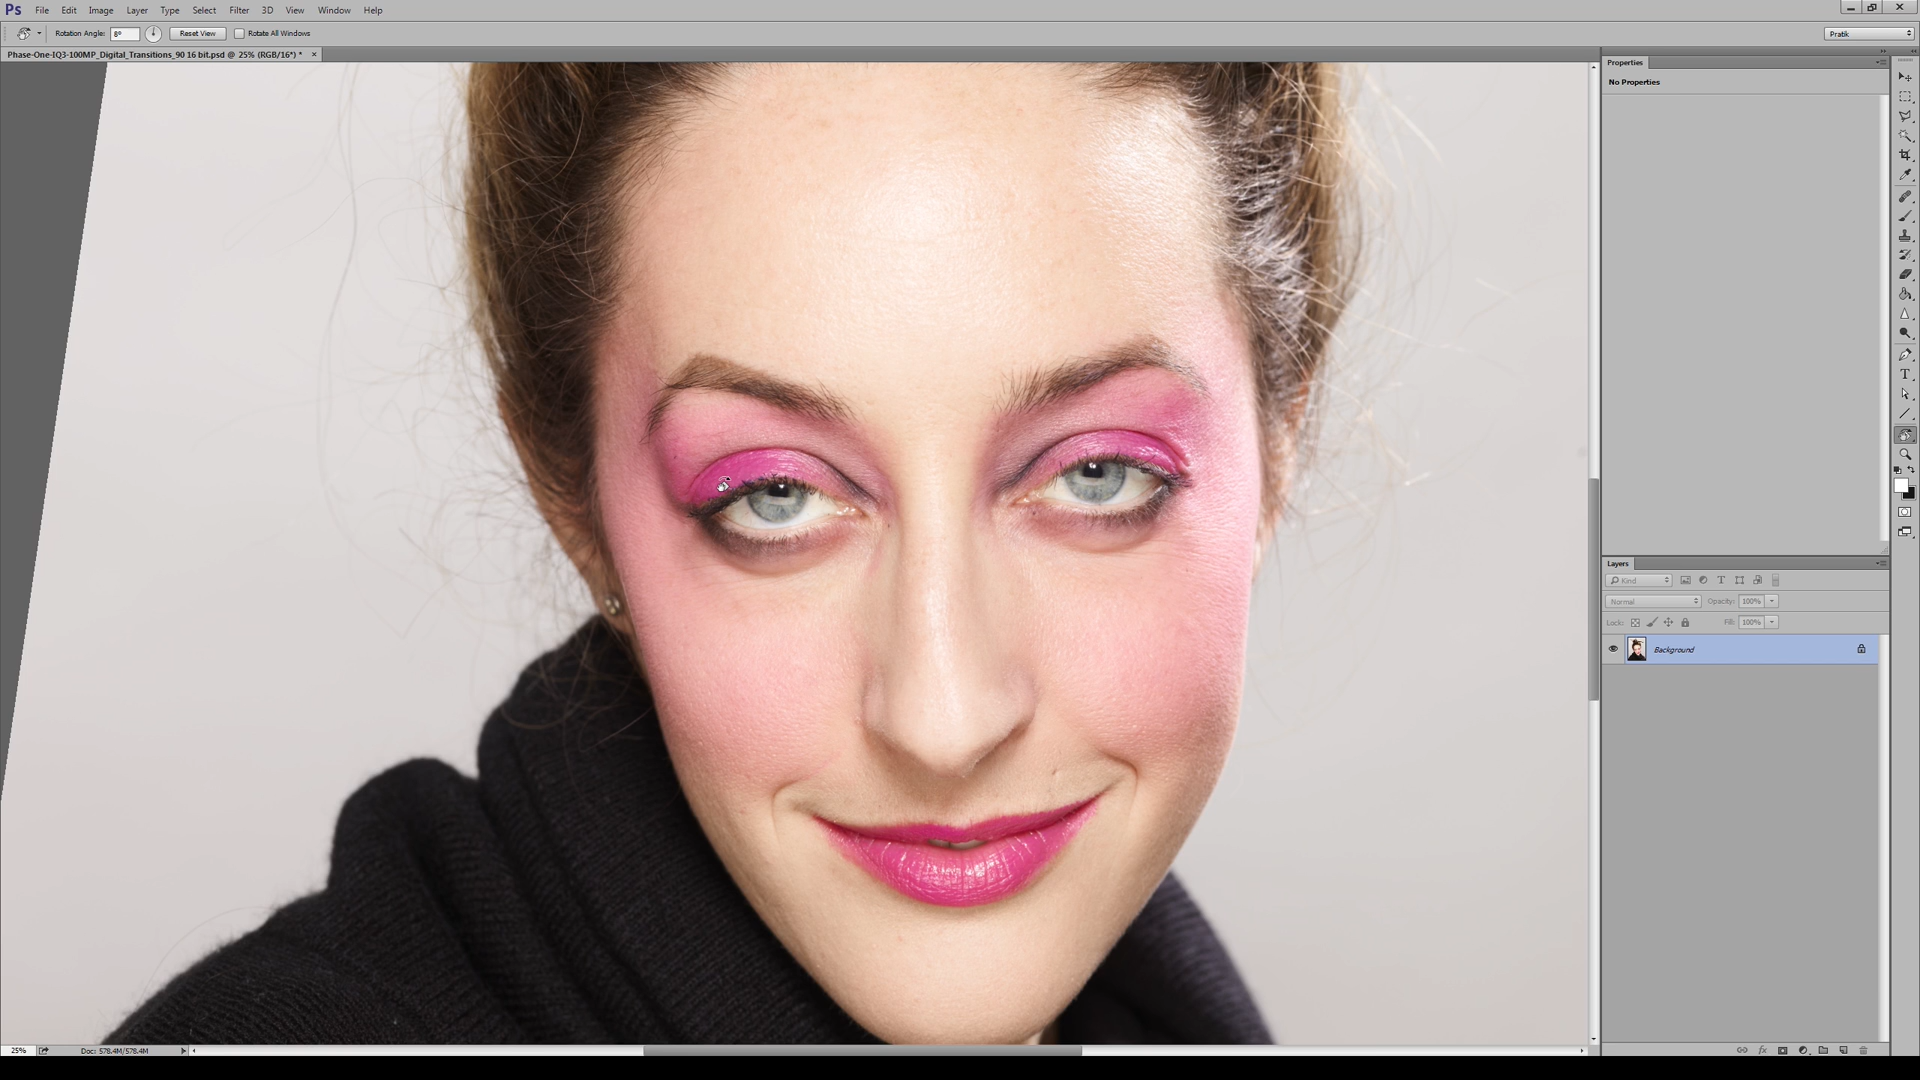 Ps File Edit Image Layer Type Select Filter 3D View Window Help
Rotation Angle: 8° Reset View Rotate All Windows Pratik
Phase-One-IQ3-100MP_Digital_Transitions_90 16 bit.psd @ 25% (RGB/16*) * ×
Properties
No Properties
Layers
Kind
Normal Opacity: 100%
Lock: Fill: 100%
Background
25% Doc: 578.4M/578.4M